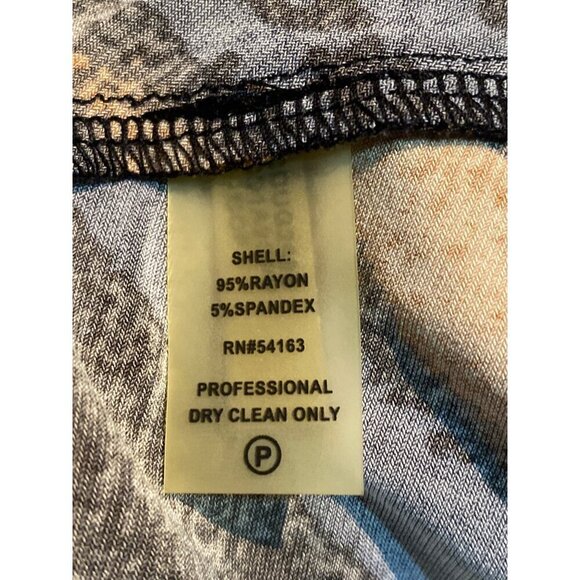 SHELL:
95%RAYON
5%SPANDEX
RN#54163
PROFESSIONAL
DRY CLEAN ONLY
P